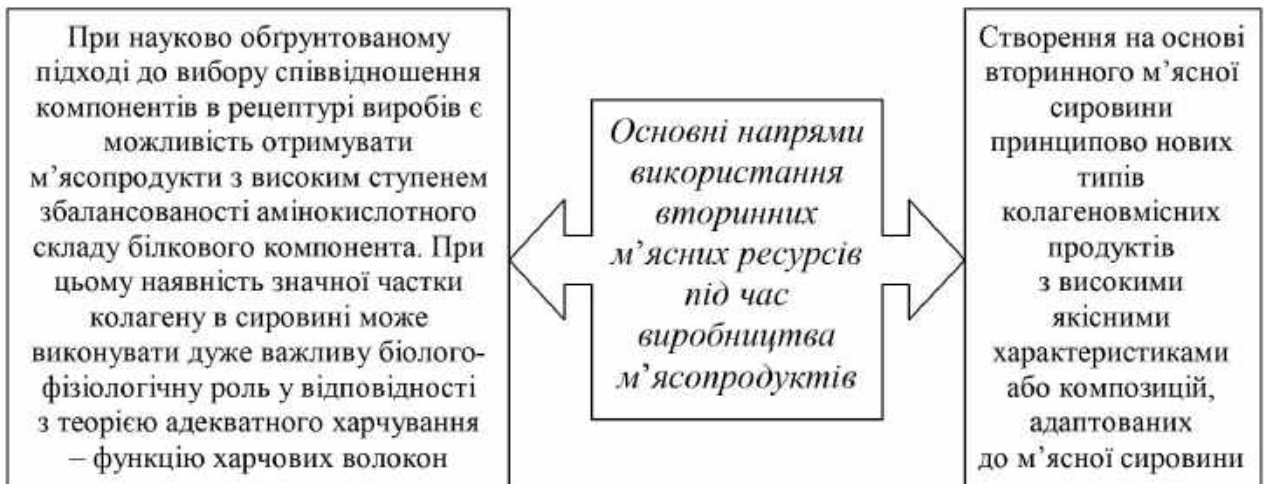 При науково обґрунтованому
підході до вибору співвідношення
компонентів в рецептурі виробів є
можливість отримувати
м’ясопродукти з високим ступенем
збалансованості амінокислотного
складу білкового компонента. При
цьому наявність значної частки
колагену в сировині може
виконувати дуже важливу біолого-
фізіологічну роль у відповідності
з теорією адекватного харчування
– функцію харчових волокон
Основні напрями
використання
вторинних
м’ясних ресурсів
під час
виробництва
м’ясопродуктів
Створення на основі
вторинного м’ясної
сировини
принципово нових
типів
колагеновмісних
продуктів
з високими
якісними
характеристиками
або композицій,
адаптованих
до м’ясної сировини